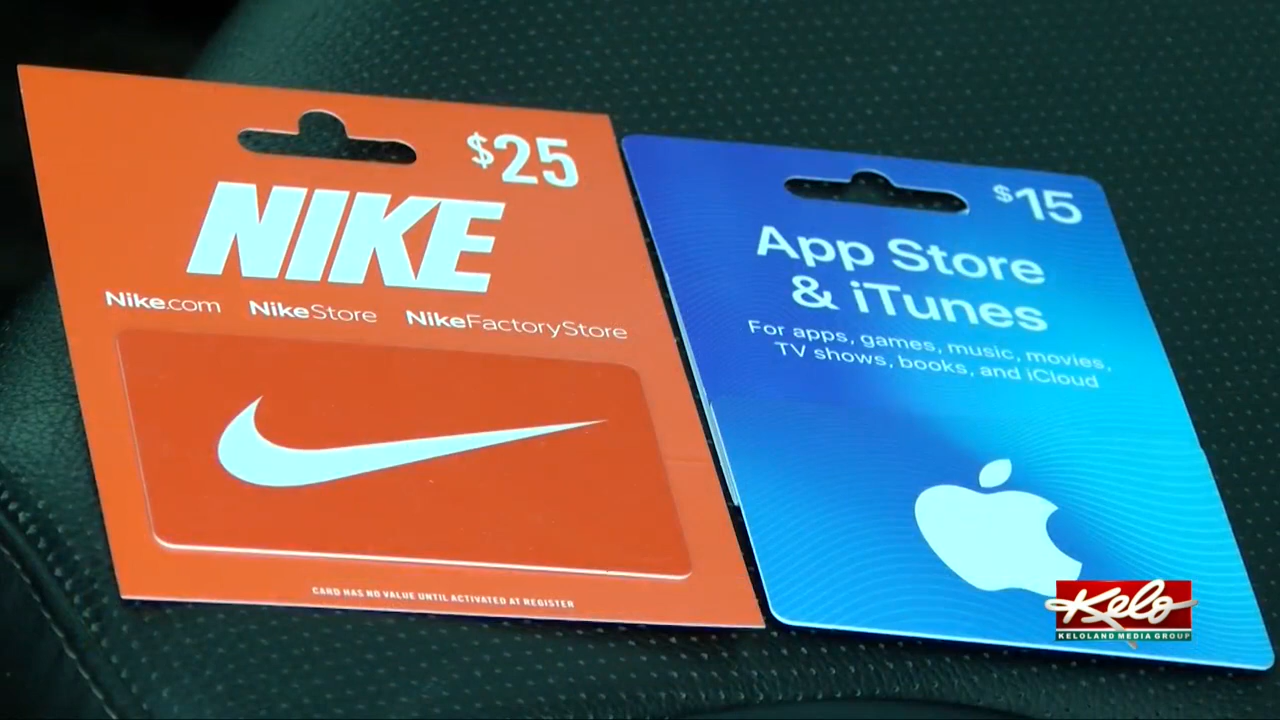 $25
NIKE
Nike.com NikeStore NikeFactoryStore
CARD HAS NO VALUE UNTIL ACTIVATED AT REGISTER
$15
App Store
& iTunes
For apps, games, music, movies,
TV shows, books, and iCloud
Kelo
KELOLAND MEDIA GROUP